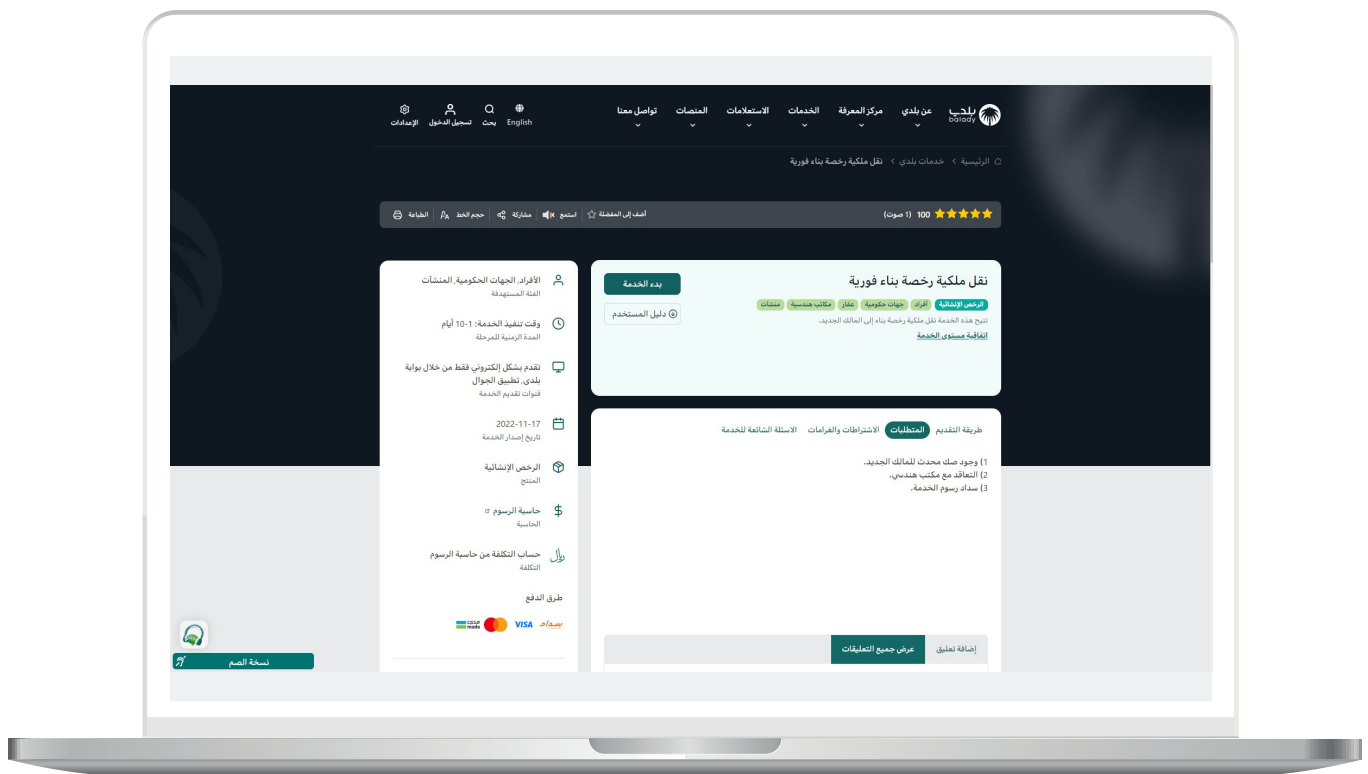 بلدي
balady
عن بلدي
مركز المعرفة
الخدمات
الاستعلامات
المنصات
تواصل معنا
English
بحث
تسجيل الدخول
الإعدادات
الرئيسية › خدمات بلدي › نقل ملكية رخصة بناء فورية
100 (1 صوت)
أضف إلى المفضلة
استمع
مشاركة
حجم الخط
الطباعة
نقل ملكية رخصة بناء فورية
الرخص الإنشائية
أفراد
جهات حكومية
عقار
مكاتب هندسية
منشآت
تتيح هذه الخدمة نقل ملكية رخصة بناء إلى المالك الجديد.
اتفاقية مستوى الخدمة
بدء الخدمة
دليل المستخدم
طريقة التقديم
المتطلبات
الاشتراطات والغرامات
الاسئلة الشائعة للخدمة
1) وجود صك محدث للمالك الجديد.
2) التعاقد مع مكتب هندسي.
3) سداد رسوم الخدمة.
إضافة تعليق
عرض جميع التعليقات
الأفراد, الجهات الحكومية, المنشآت
الفئة المستهدفة
وقت تنفيذ الخدمة: 1-10 أيام
المدة الزمنية للمرحلة
تقدم بشكل إلكتروني فقط من خلال بوابة
بلدي, تطبيق الجوال
قنوات تقديم الخدمة
2022-11-17
تاريخ إصدار الخدمة
الرخص الإنشائية
المنتج
حاسبة الرسوم
الحاسبة
حساب التكلفة من حاسبة الرسوم
التكلفة
طرق الدفع
سداد
VISA
مدى
mada
نسخة الصم